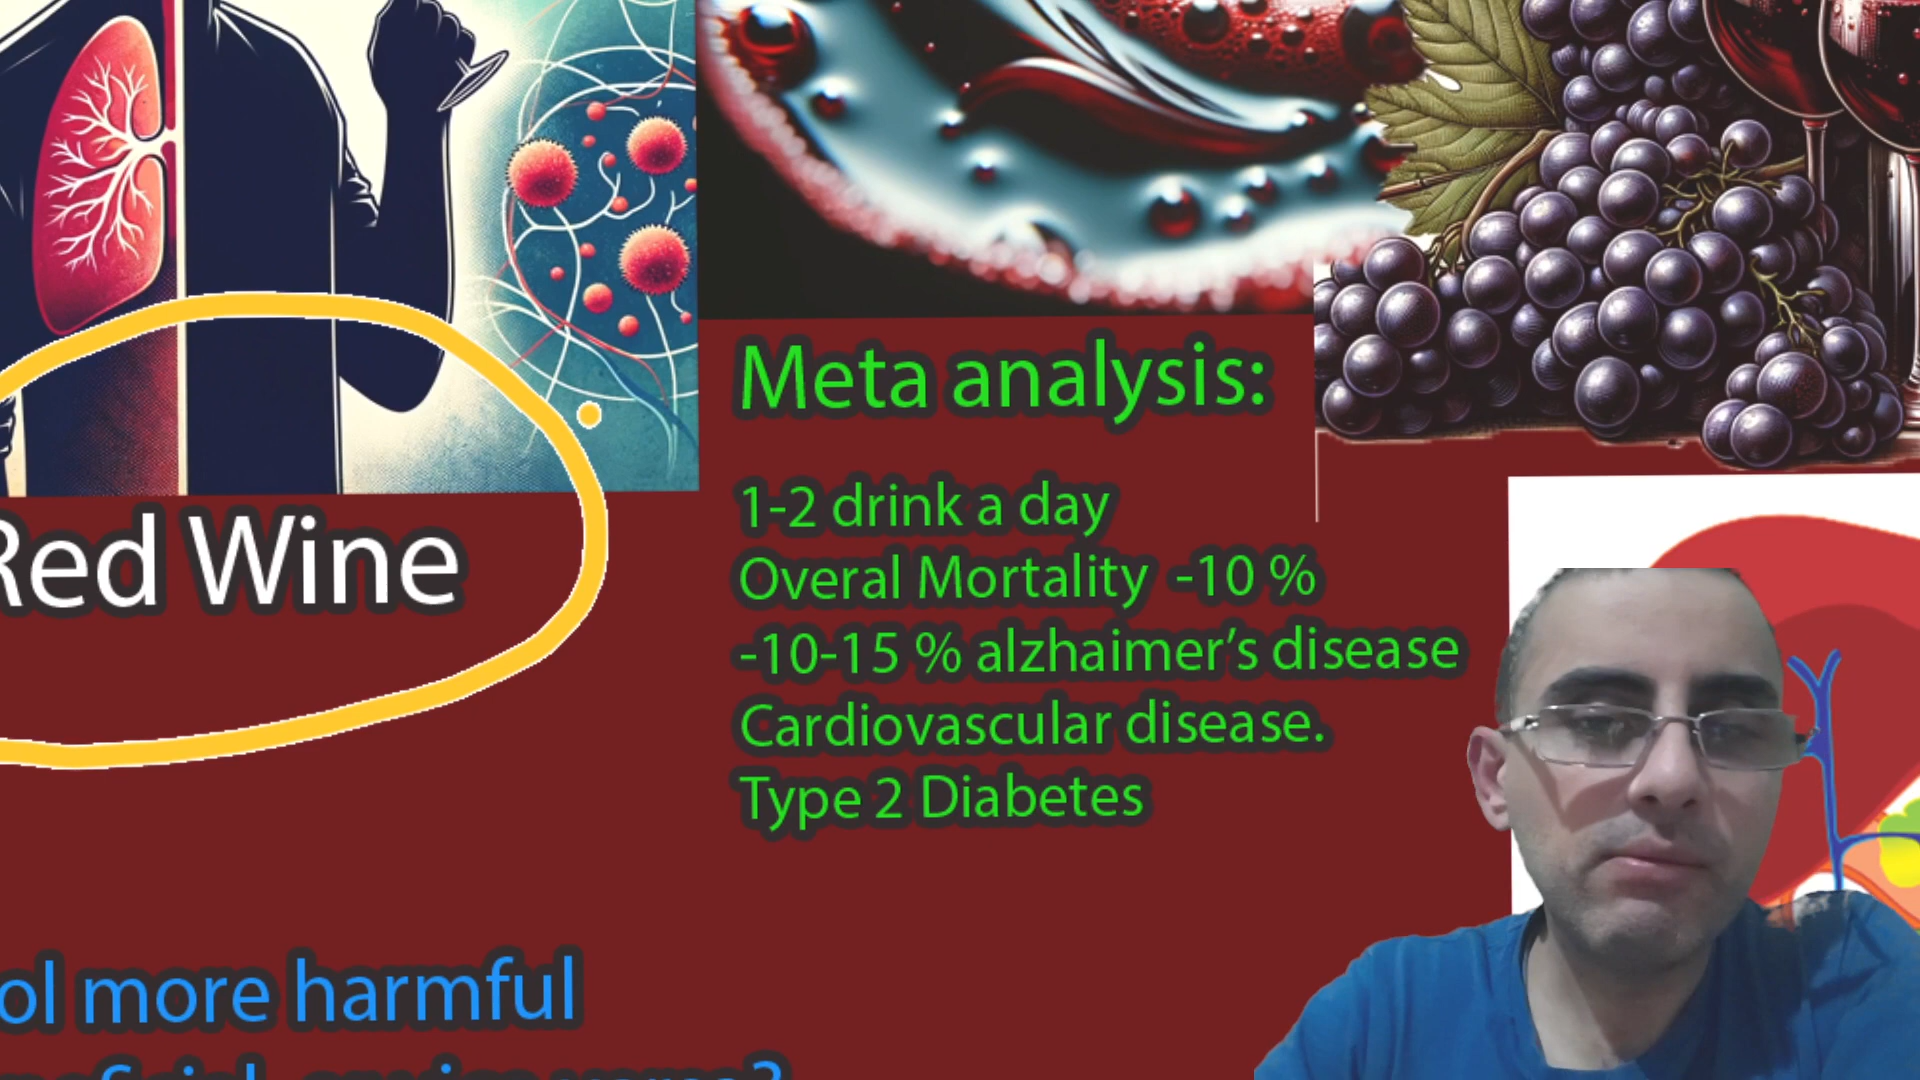 Red Wine
Meta analysis:
1-2 drink a day
Overal Mortality -10 %
-10-15 % alzhaimer’s disease
Cardiovascular disease.
Type 2 Diabetes
ol more harmful